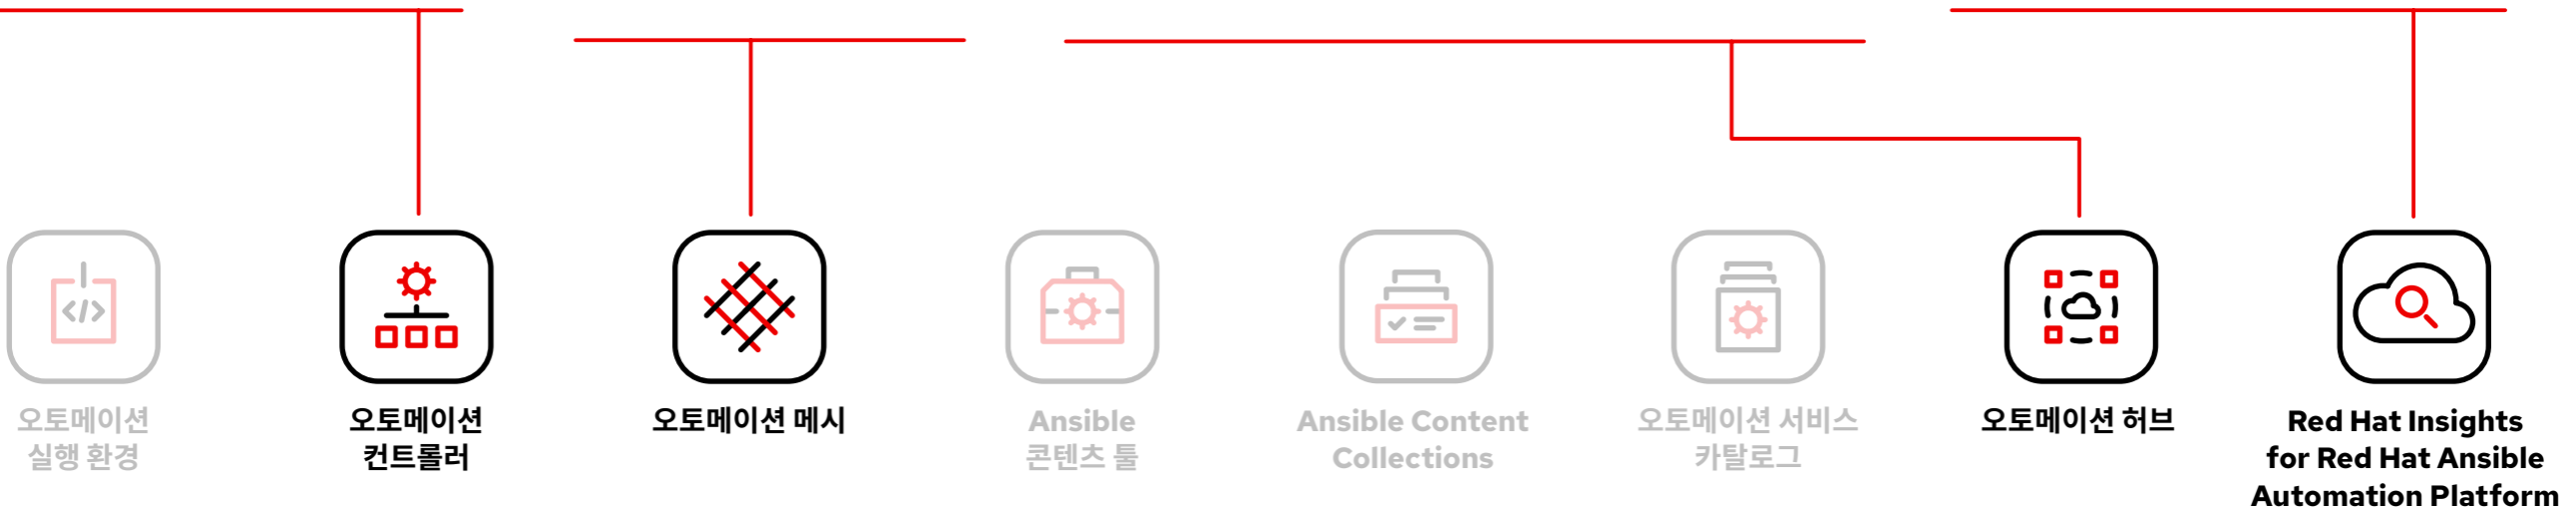 오토메이션
실행 환경
오토메이션
컨트롤러
오토메이션 메시
Ansible
콘텐츠 툴
Ansible Content
Collections
오토메이션 서비스
카탈로그
오토메이션 허브
Red Hat Insights
for Red Hat Ansible
Automation Platform